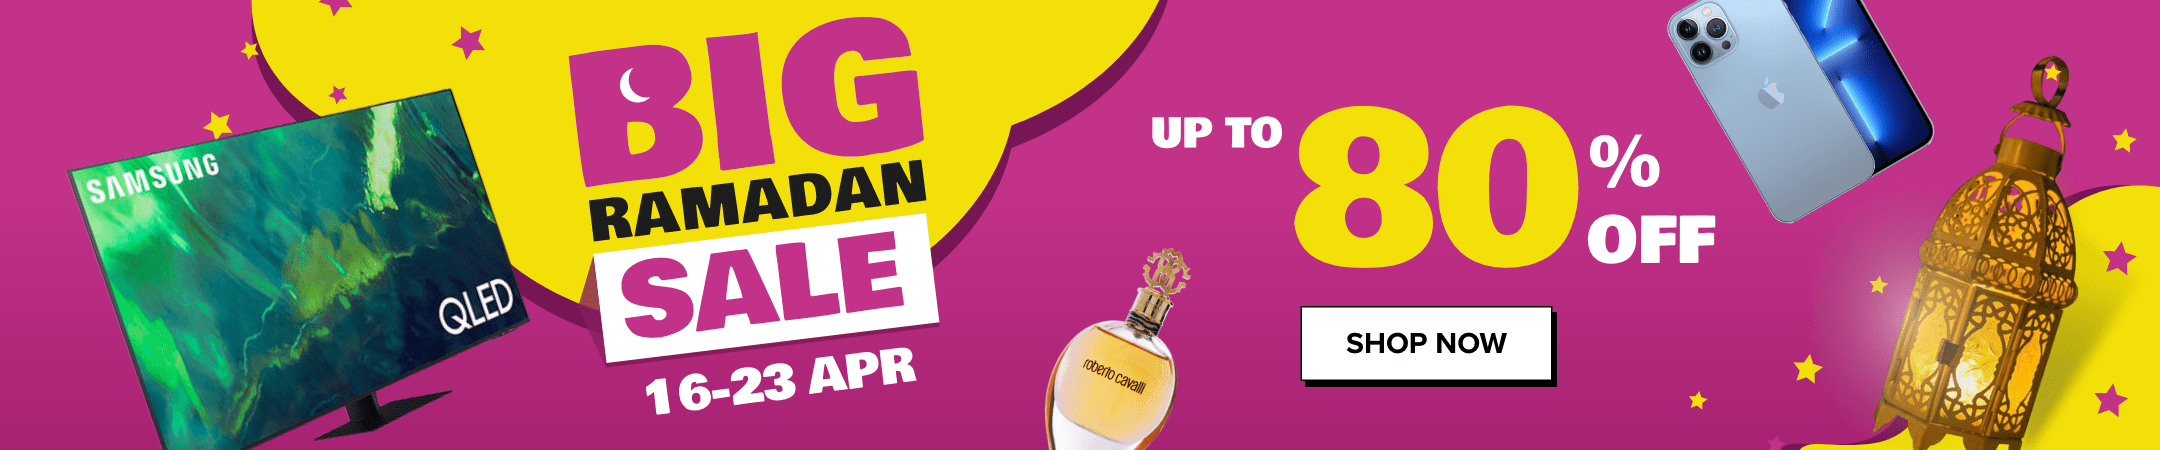 SAMSUNG
QLED
BIG
RAMADAN
SALE
16-23 APR
roberto cavalli
UP TO
80%
OFF
SHOP NOW